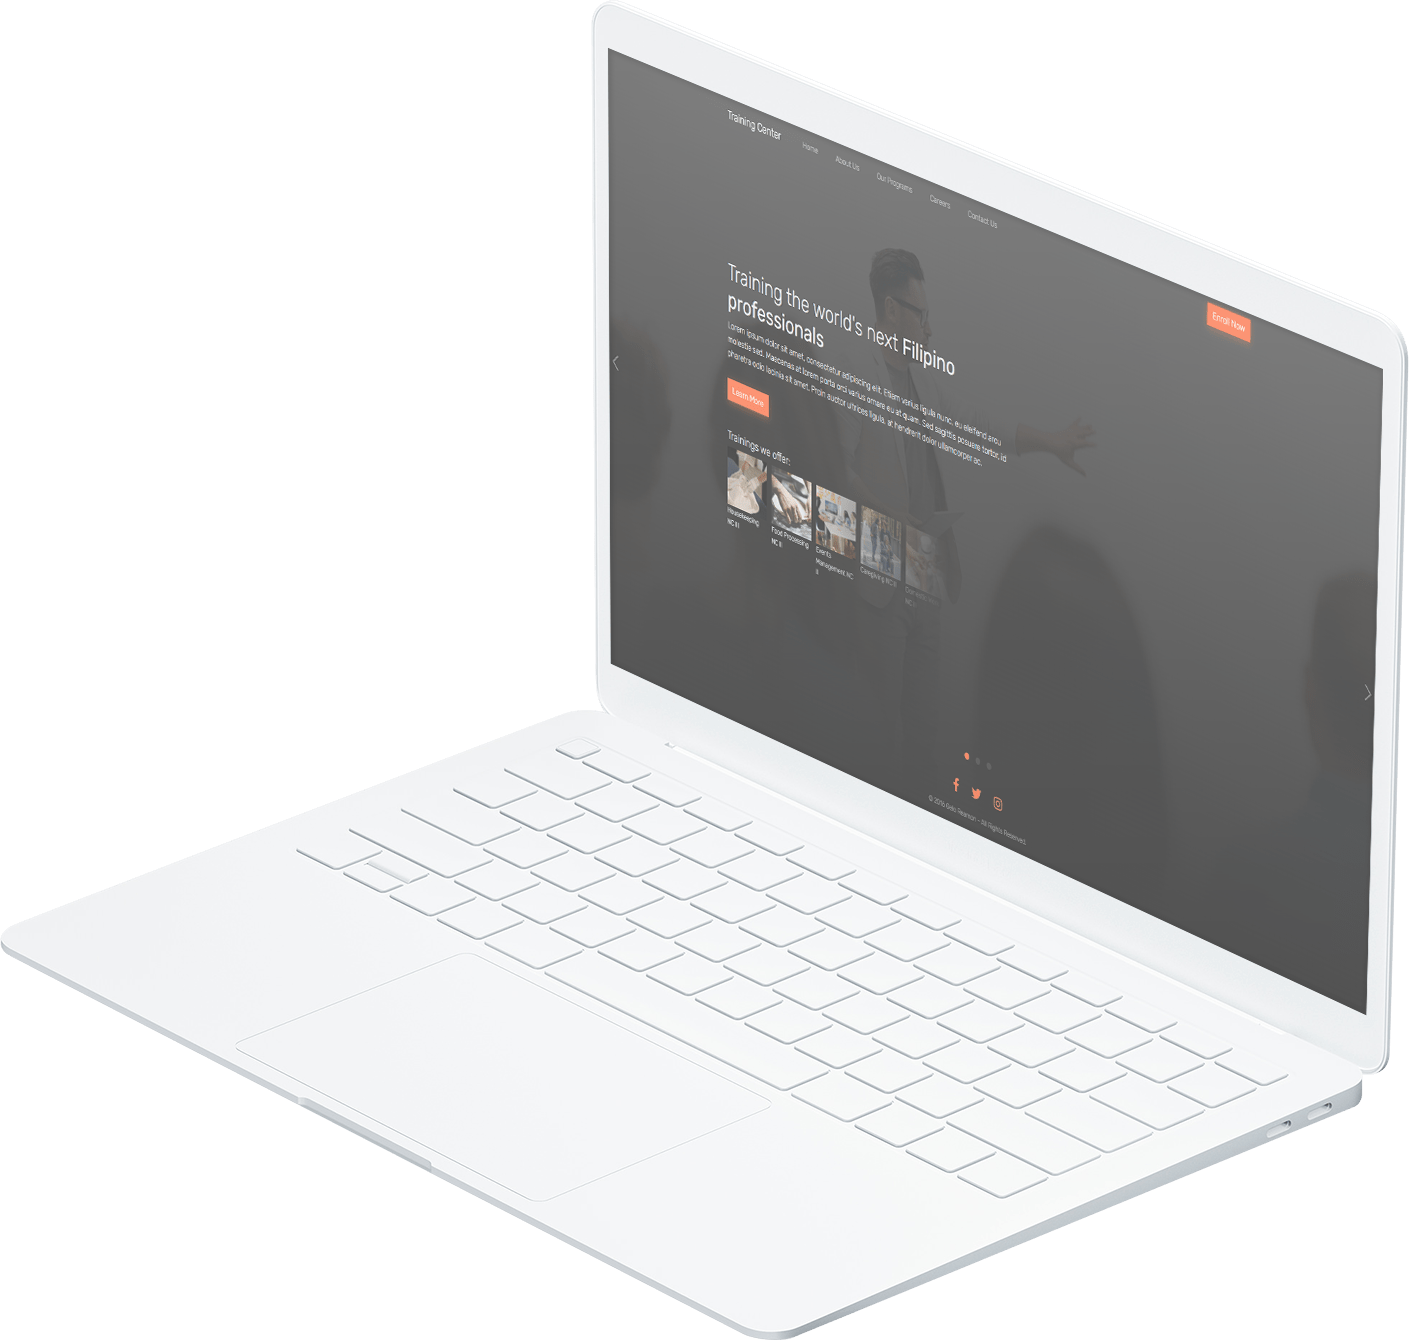 Training Center
Home
About Us
Our Programs
Careers
Contact Us
Enroll Now
Training the world's next Filipino
professionals
Lorem ipsum dolor sit amet, consectetur adipiscing elit. Etiam varius ligula nunc, eu eleifend arcu
molestie sed. Maecenas at lorem porta orci varius ornare eu at quam. Sed sagittis posuere tortor, id
pharetra odio lacinia sit amet. Proin auctor ultrices ligula, at hendrerit dolor ullamcorper ac.
Learn More
Trainings we offer:
Housekeeping
NC II
Food Processing
NC II
Events
Management NC
II
Caregiving NC II
NC
© 2016
- All Rights Reserved.